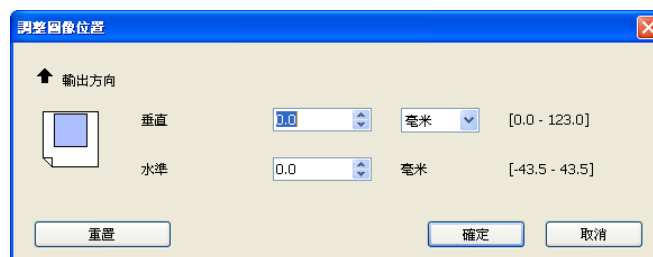 調整圖像位置
輸出方向
垂直 0.0 毫米 [0.0 - 123.0]
水準 0.0 毫米 [-43.5 - 43.5]
重置 確定 取消